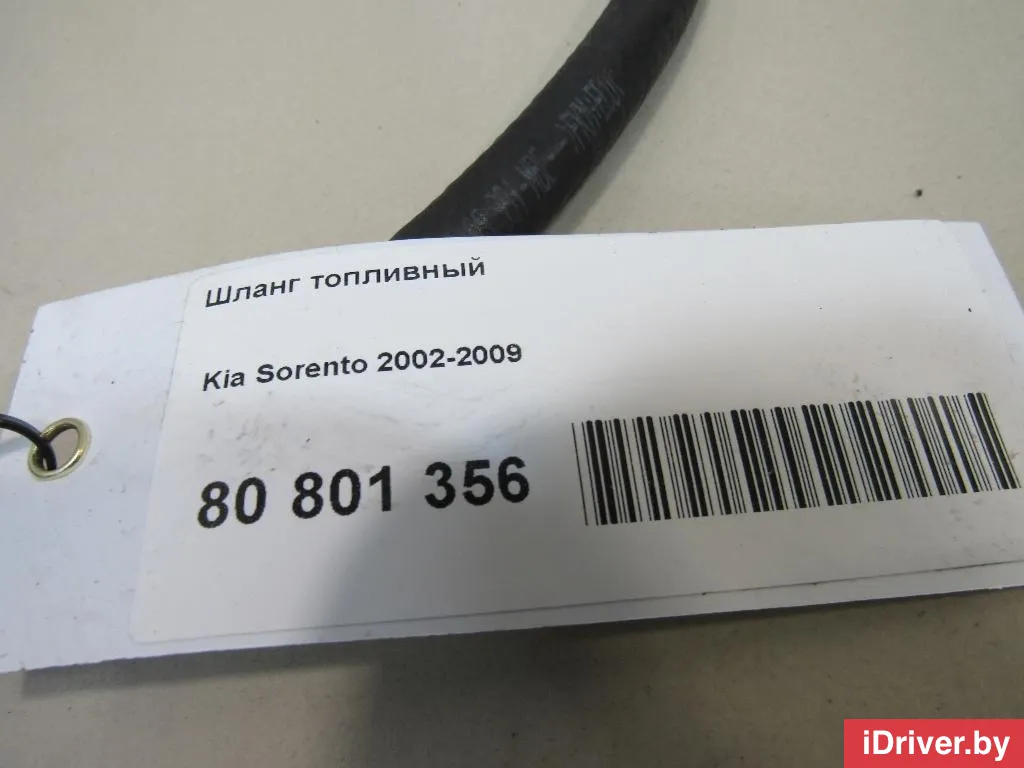 Шланг топливный
Kia Sorento 2002-2009
80 801 356
iDriver.by